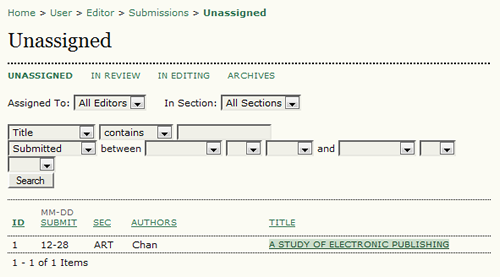 Home > User > Editor > Submissions > Unassigned
Unassigned
UNASSIGNED IN REVIEW IN EDITING ARCHIVES
Assigned To: All Editors In Section: All Sections
Title contains
Submitted between and
Search
MM-DD
ID SUBMIT SEC AUTHORS TITLE
1 12-28 ART Chan A STUDY OF ELECTRONIC PUBLISHING
1 - 1 of 1 Items